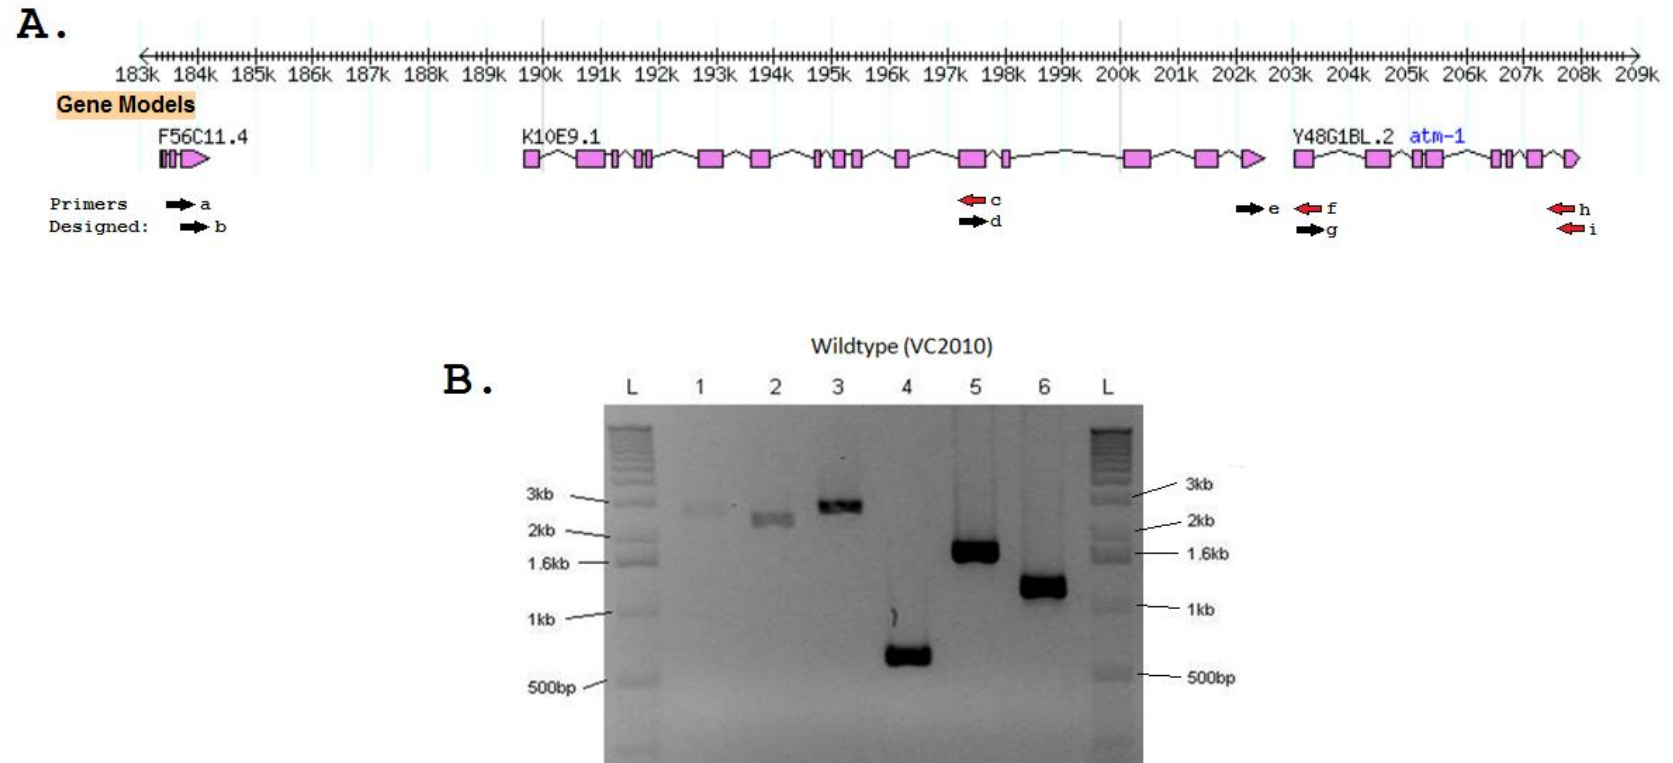 A.
183k 184k 185k 186k 187k 188k 189k 190k 191k 192k 193k 194k 195k 196k 197k 198k 199k 200k 201k 202k 203k 204k 205k 206k 207k 208k 209k
Gene Models
F56C11.4 K10E9.1 Y48G1BL.2 atm-1
Primers a c h
Designed: b d e f g i
Wildtype (VC2010)
B.
L 1 2 3 4 5 6 L
3kb 3kb
2kb 2kb
1.6kb 1.6kb
1kb 1kb
500bp 500bp